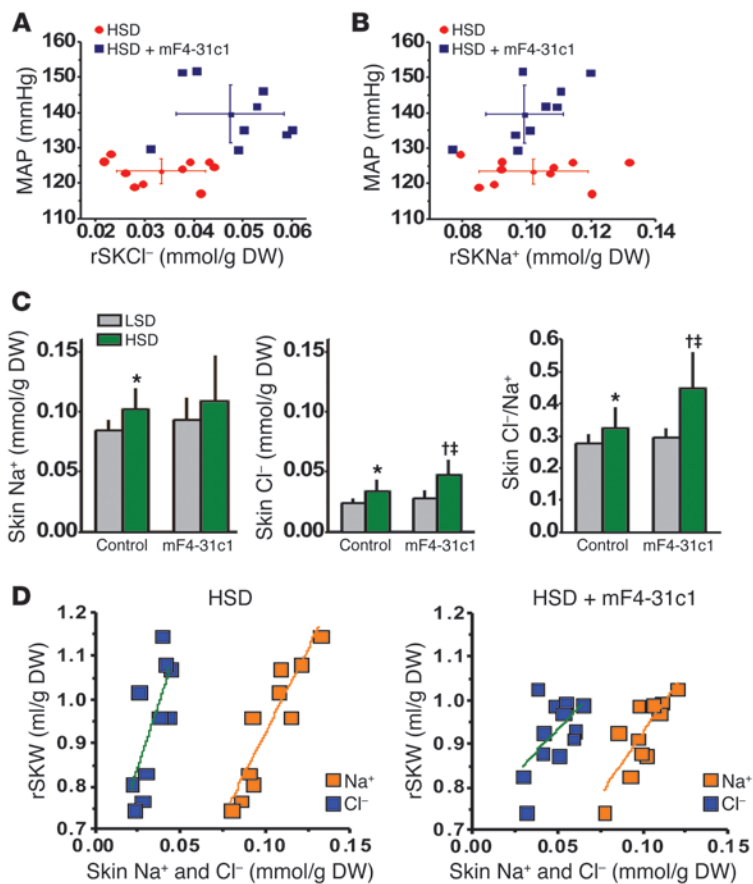 A
HSD
HSD + mF4-31c1
MAP (mmHg)
160
150
140
130
120
110
0.02 0.03 0.04 0.05 0.06
rSKCl⁻ (mmol/g DW)
B
HSD
HSD + mF4-31c1
MAP (mmHg)
160
150
140
130
120
110
0.08 0.10 0.12 0.14
rSKNa⁺ (mmol/g DW)
C
LSD
HSD
Skin Na⁺ (mmol/g DW)
0.15
0.10
0.05
0.00
*
Control mF4-31c1
Skin Cl⁻ (mmol/g DW)
0.15
0.10
0.05
0.00
*
†‡
Control mF4-31c1
Skin Cl⁻/Na⁺
0.6
0.5
0.4
0.3
0.2
0.1
0.0
*
†‡
Control mF4-31c1
D
HSD
rSKW (ml/g DW)
1.2
1.1
1.0
0.9
0.8
0.7
Na⁺
Cl⁻
0.00 0.05 0.10 0.15
Skin Na⁺ and Cl⁻ (mmol/g DW)
HSD + mF4-31c1
rSKW (ml/g DW)
1.2
1.1
1.0
0.9
0.8
0.7
Na⁺
Cl⁻
0.00 0.05 0.10 0.15
Skin Na⁺ and Cl⁻ (mmol/g DW)